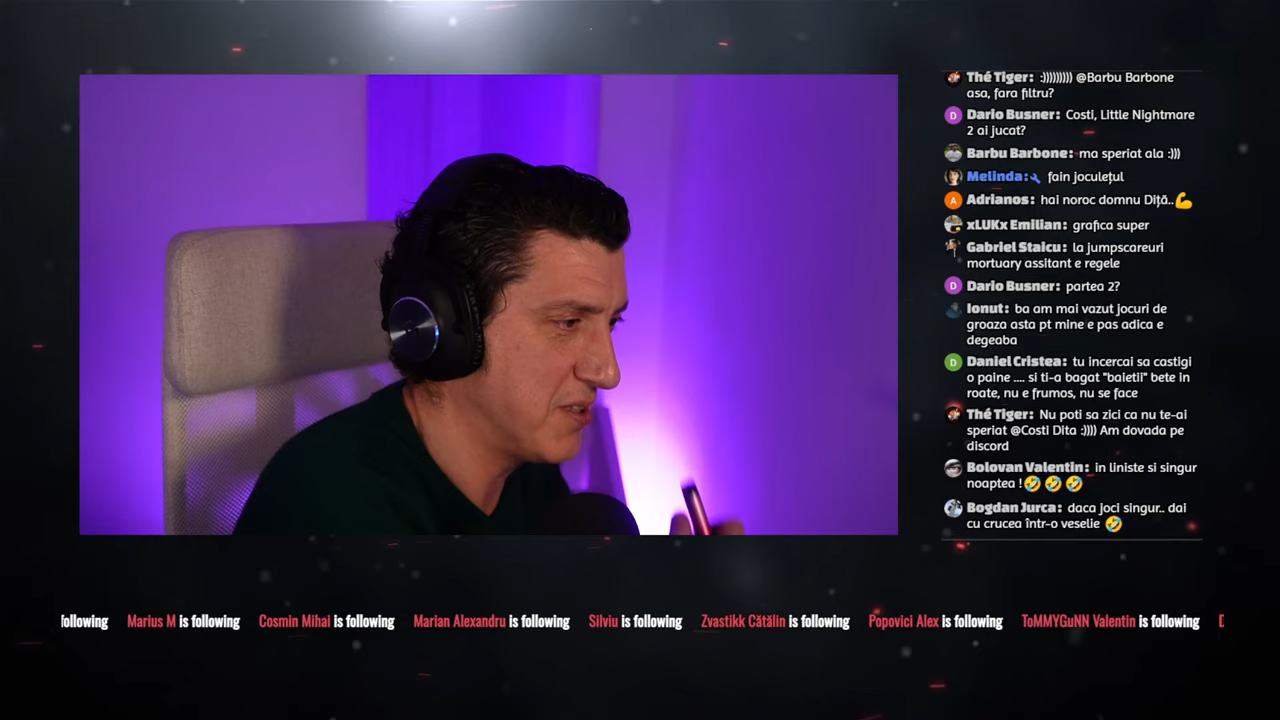 Thé Tiger: :))))))))) @Barbu Barbone
asa, fara filtru?
D Dario Busner: Costi, Little Nightmare
2 ai jucat?
Barbu Barbone: ma speriat ala :)))
Melinda: fain joculețul
A Adrianos: hai noroc domnu Diță..💪
xLUKx Emilian: grafica super
Gabriel Staicu: la jumpscareuri
mortuary assitant e regele
D Dario Busner: partea 2?
Ionut: ba am mai vazut jocuri de
groaza asta pt mine e pas adica e
degeaba
D Daniel Cristea: tu incercai sa castigi
o paine .... si ti-a bagat "baietii" bete in
roate, nu e frumos, nu se face
Thé Tiger: Nu poti sa zici ca nu te-ai
speriat @Costi Dita :)))) Am dovada pe
discord
Bolovan Valentin: in liniste si singur
noaptea !🤣🤣🤣
Bogdan Jurca: daca joci singur.. dai
cu crucea într-o veselie 🤣
following Marius M is following Cosmin Mihai is following Marian Alexandru is following Silviu is following Zvastikk Cătălin is following Popovici Alex is following ToMMYGuNN Valentin is following